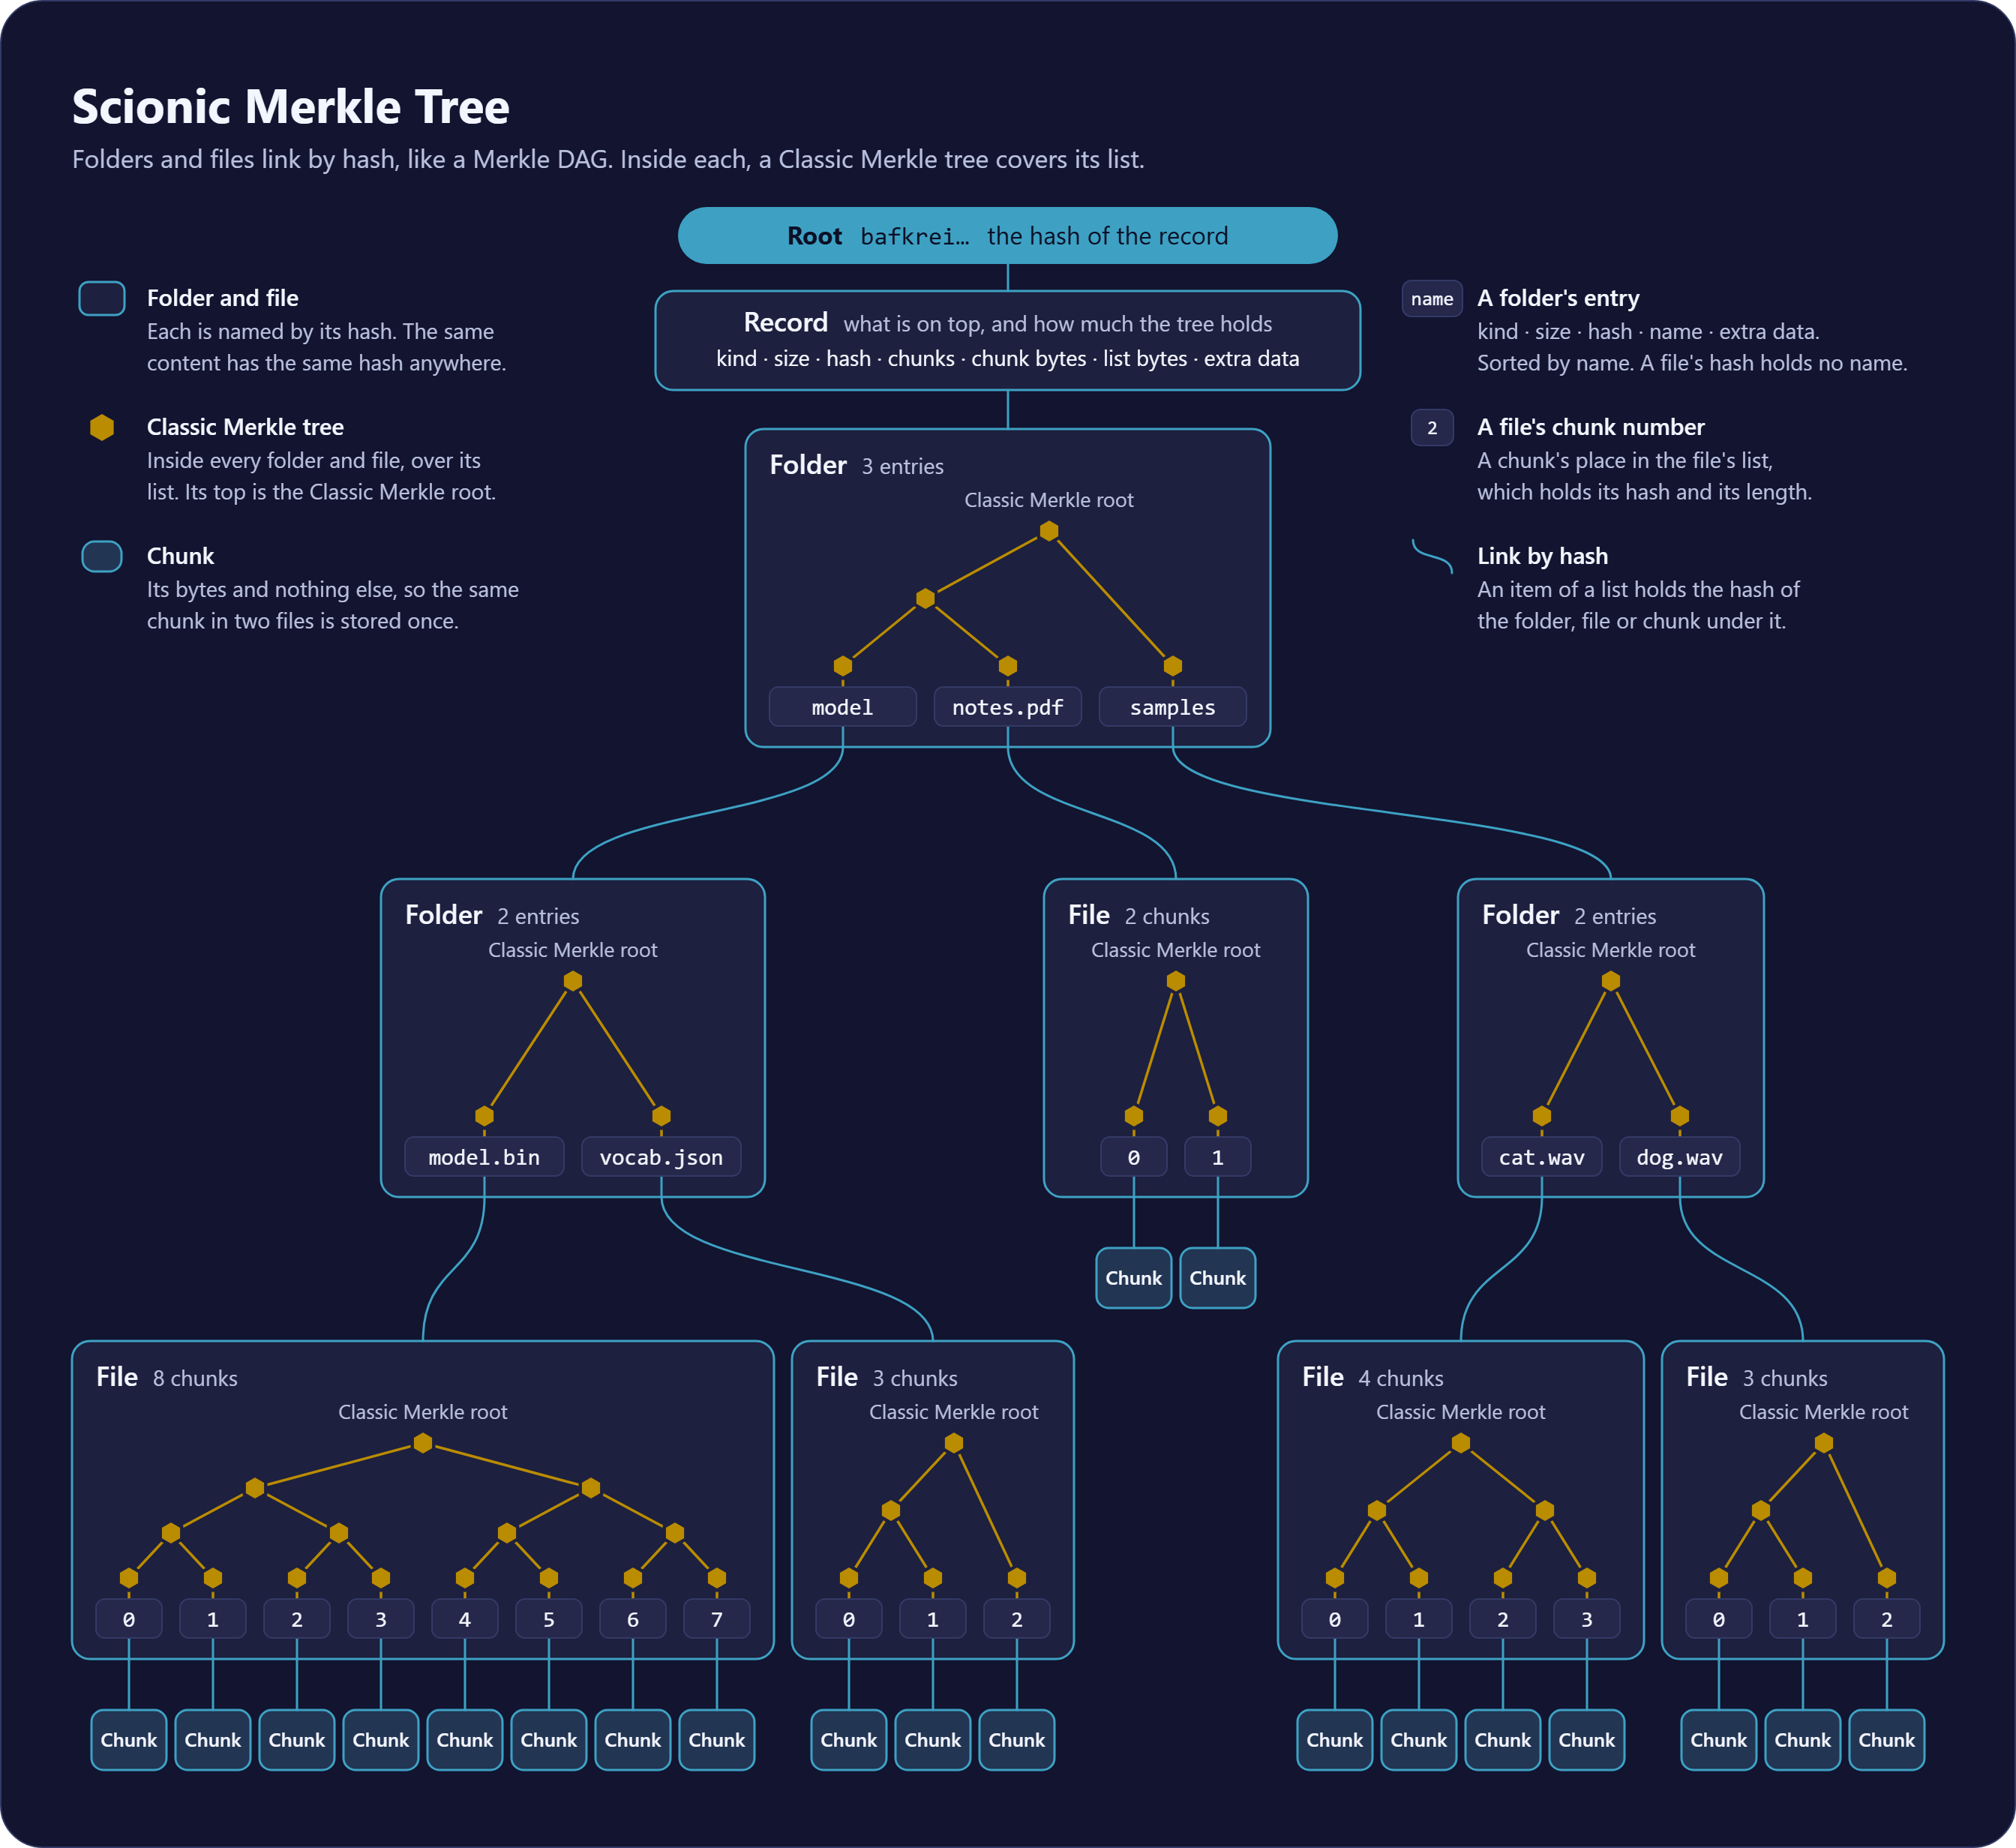 Scionic Merkle Tree
Folders and files link by hash, like a Merkle DAG. Inside each, a Classic Merkle tree covers its list.
Root bafkrei… the hash of the record
Record what is on top, and how much the tree holds
kind · size · hash · chunks · chunk bytes · list bytes · extra data
Folder and file
Each is named by its hash. The same
content has the same hash anywhere.
Classic Merkle tree
Inside every folder and file, over its
list. Its top is the Classic Merkle root.
Chunk
Its bytes and nothing else, so the same
chunk in two files is stored once.
name
A folder's entry
kind · size · hash · name · extra data.
Sorted by name. A file's hash holds no name.
2
A file's chunk number
A chunk's place in the file's list,
which holds its hash and its length.
Link by hash
An item of a list holds the hash of
the folder, file or chunk under it.
Folder 3 entries
Classic Merkle root
model notes.pdf samples
Folder 2 entries
Classic Merkle root
model.bin vocab.json
File 2 chunks
Classic Merkle root
0 1
Chunk Chunk
Folder 2 entries
Classic Merkle root
cat.wav dog.wav
File 8 chunks
Classic Merkle root
0 1 2 3 4 5 6 7
Chunk Chunk Chunk Chunk Chunk Chunk Chunk Chunk
File 3 chunks
Classic Merkle root
0 1 2
Chunk Chunk Chunk
File 4 chunks
Classic Merkle root
0 1 2 3
Chunk Chunk Chunk Chunk
File 3 chunks
Classic Merkle root
0 1 2
Chunk Chunk Chunk